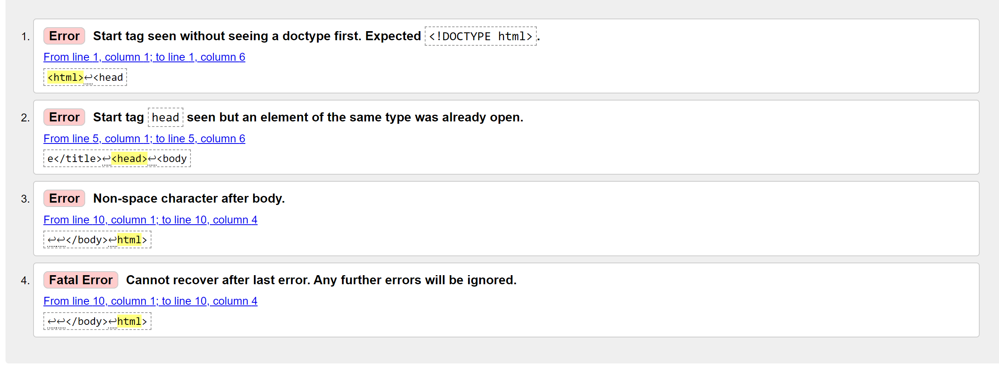 1. Error Start tag seen without seeing a doctype first. Expected <!DOCTYPE html>.
From line 1, column 1; to line 1, column 6
<html>↩<head
2. Error Start tag head seen but an element of the same type was already open.
From line 5, column 1; to line 5, column 6
e</title>↩<head>↩<body
3. Error Non-space character after body.
From line 10, column 1; to line 10, column 4
↩↩</body>↩html>
4. Fatal Error Cannot recover after last error. Any further errors will be ignored.
From line 10, column 1; to line 10, column 4
↩↩</body>↩html>